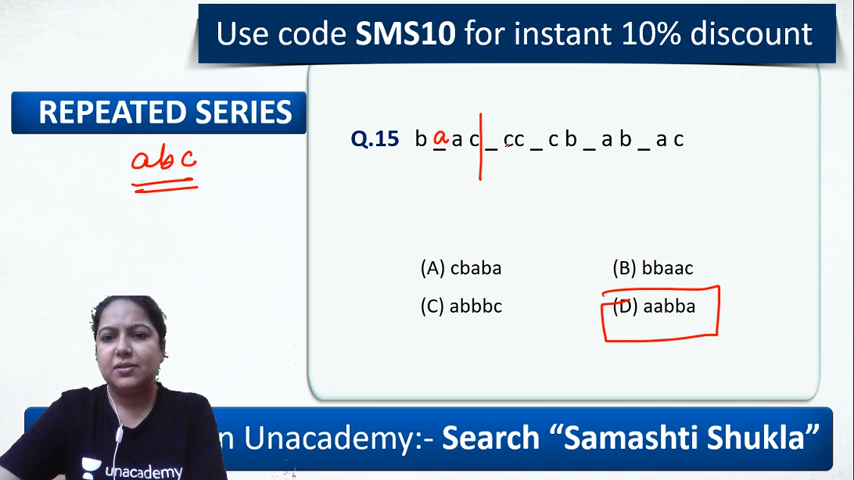 Use code SMS10 for instant 10% discount
REPEATED SERIES
abc
Q.15 b a a c _ cc _ c b _ a b _ a c
(A) cbaba
(B) bbaac
(C) abbbc
(D) aabba
n Unacademy:- Search “Samashti Shukla”
unacademy